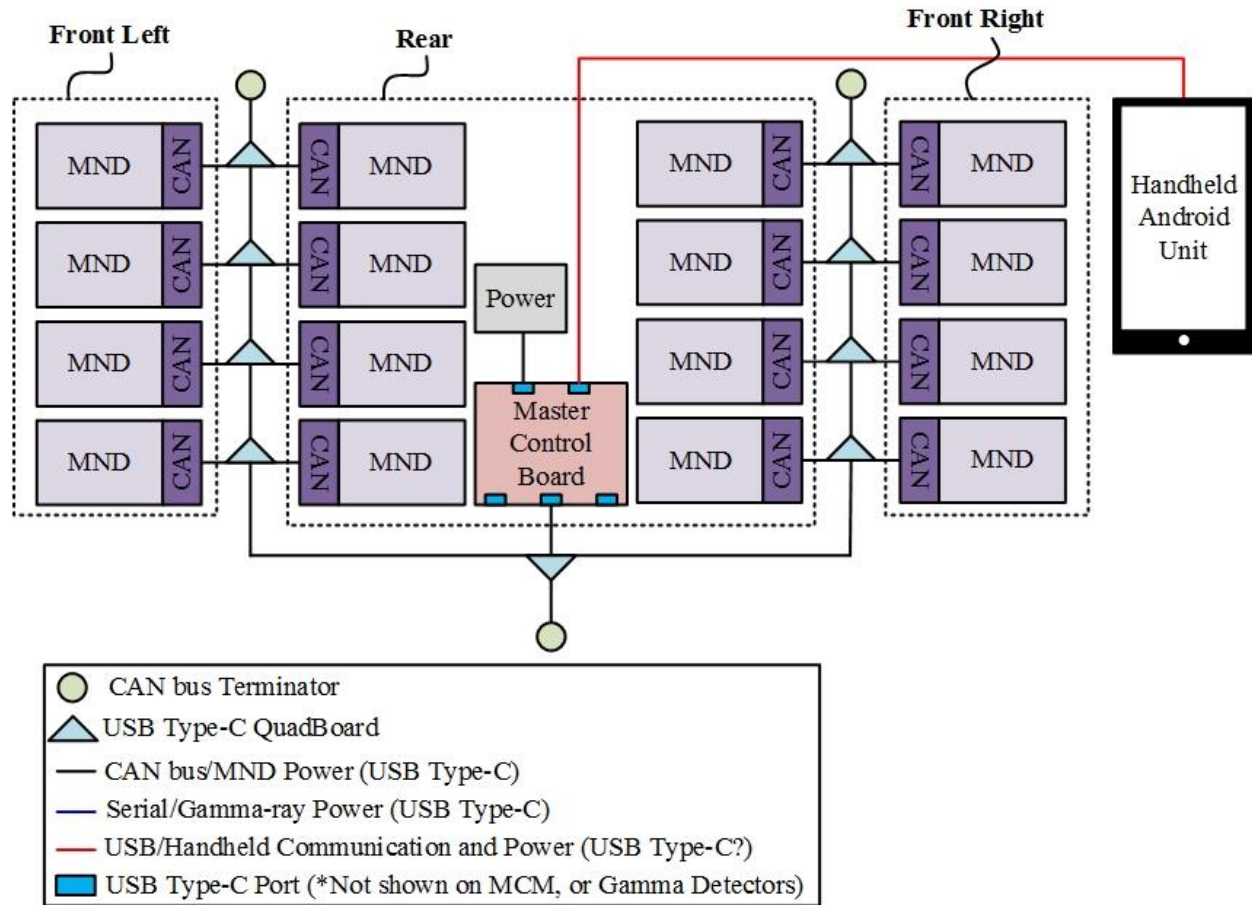 Front Left
Rear
Front Right
MND CAN CAN MND MND CAN CAN MND
MND CAN CAN MND MND CAN CAN MND
MND CAN CAN MND MND CAN CAN MND
MND CAN CAN MND MND CAN CAN MND
Power
Master
Control
Board
Handheld
Android
Unit
CAN bus Terminator
USB Type-C QuadBoard
CAN bus/MND Power (USB Type-C)
Serial/Gamma-ray Power (USB Type-C)
USB/Handheld Communication and Power (USB Type-C?)
USB Type-C Port (*Not shown on MCM, or Gamma Detectors)